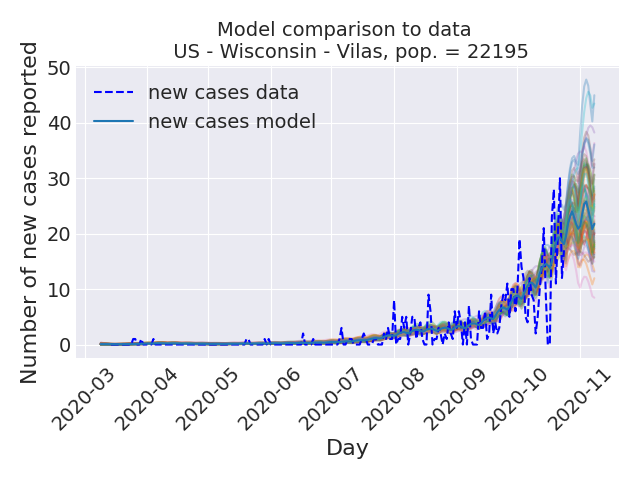 Model comparison to data
US - Wisconsin - Vilas, pop. = 22195
Number of new cases reported
50
40
30
20
10
0
new cases data
new cases model
2020-03
2020-04
2020-05
2020-06
2020-07
2020-08
2020-09
2020-10
2020-11
Day